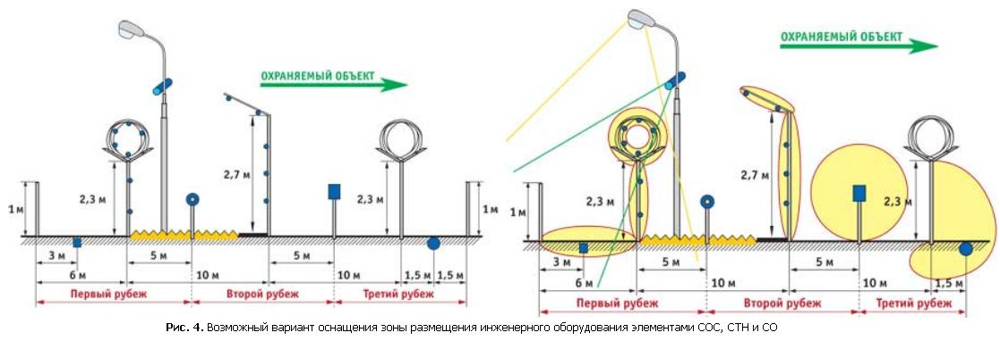 ОХРАНЯЕМЫЙ ОБЪЕКТ
2,7 м
2,3 м
2,3 м
1 м
1 м
3 м
5 м
5 м
6 м
10 м
10 м
1,5 м
1,5 м
Первый рубеж
Второй рубеж
Третий рубеж
ОХРАНЯЕМЫЙ ОБЪЕКТ
2,7 м
2,3 м
2,3 м
1 м
3 м
5 м
5 м
6 м
10 м
10 м
1,5 м
Первый рубеж
Второй рубеж
Третий рубеж
Рис. 4. Возможный вариант оснащения зоны размещения инженерного оборудования элементами СОС, СТН и СО